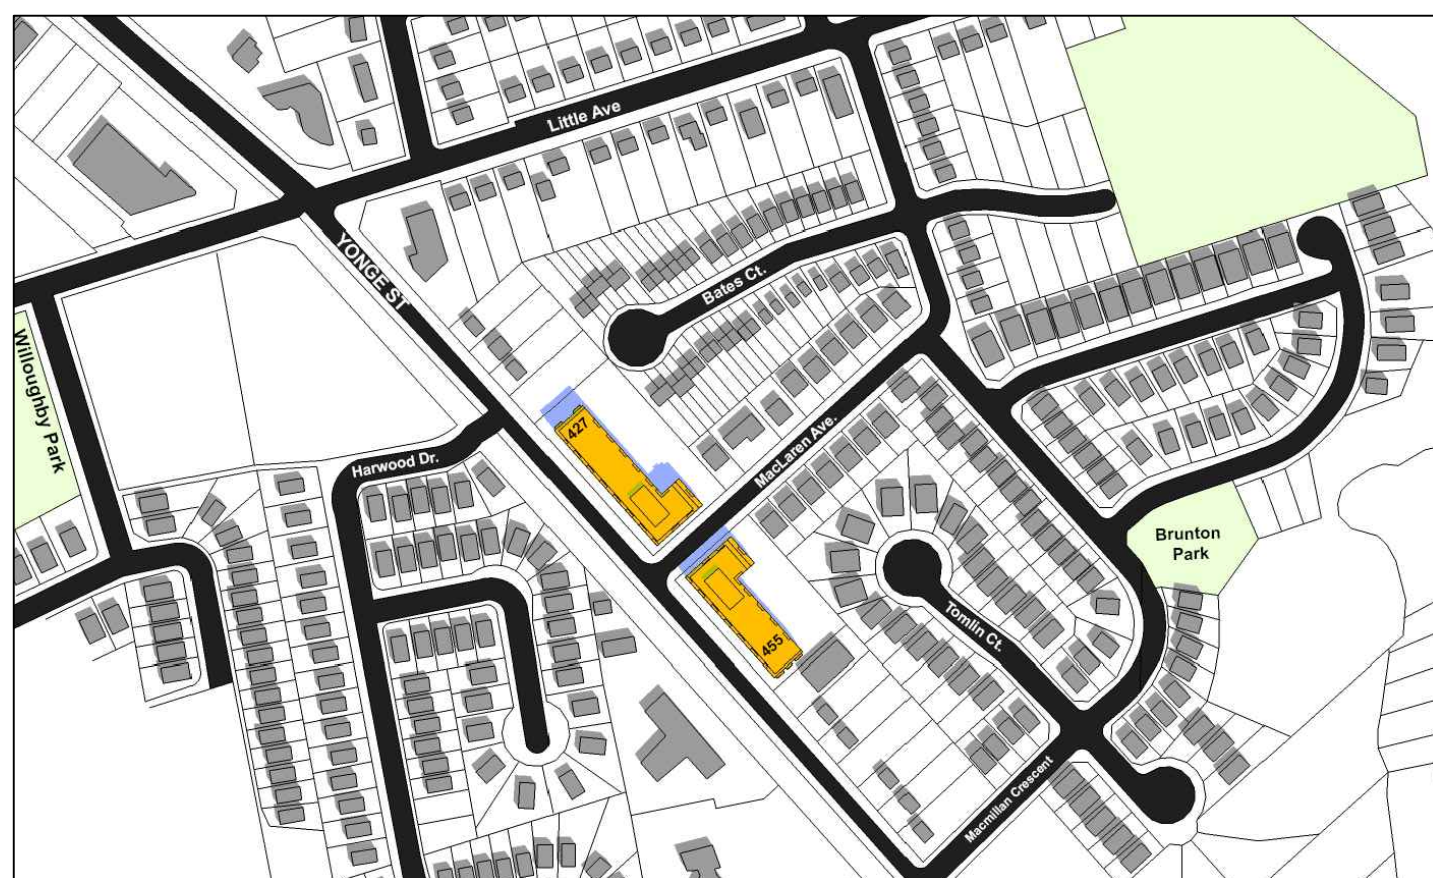 Little Ave
YONGE ST
Bates Ct.
Willoughby Park
427
MacLaren Ave.
Harwood Dr.
Brunton
Park
455
Tomlin Ct.
Macmillan Crescent